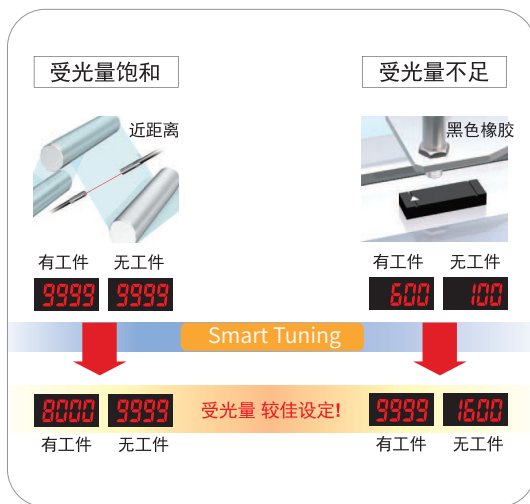 受光量饱和
受光量不足
近距离
黑色橡胶
有工件 无工件
有工件 无工件
9999 9999
600 100
Smart Tuning
8000 9999
受光量 较佳设定!
9999 1600
有工件 无工件
有工件 无工件